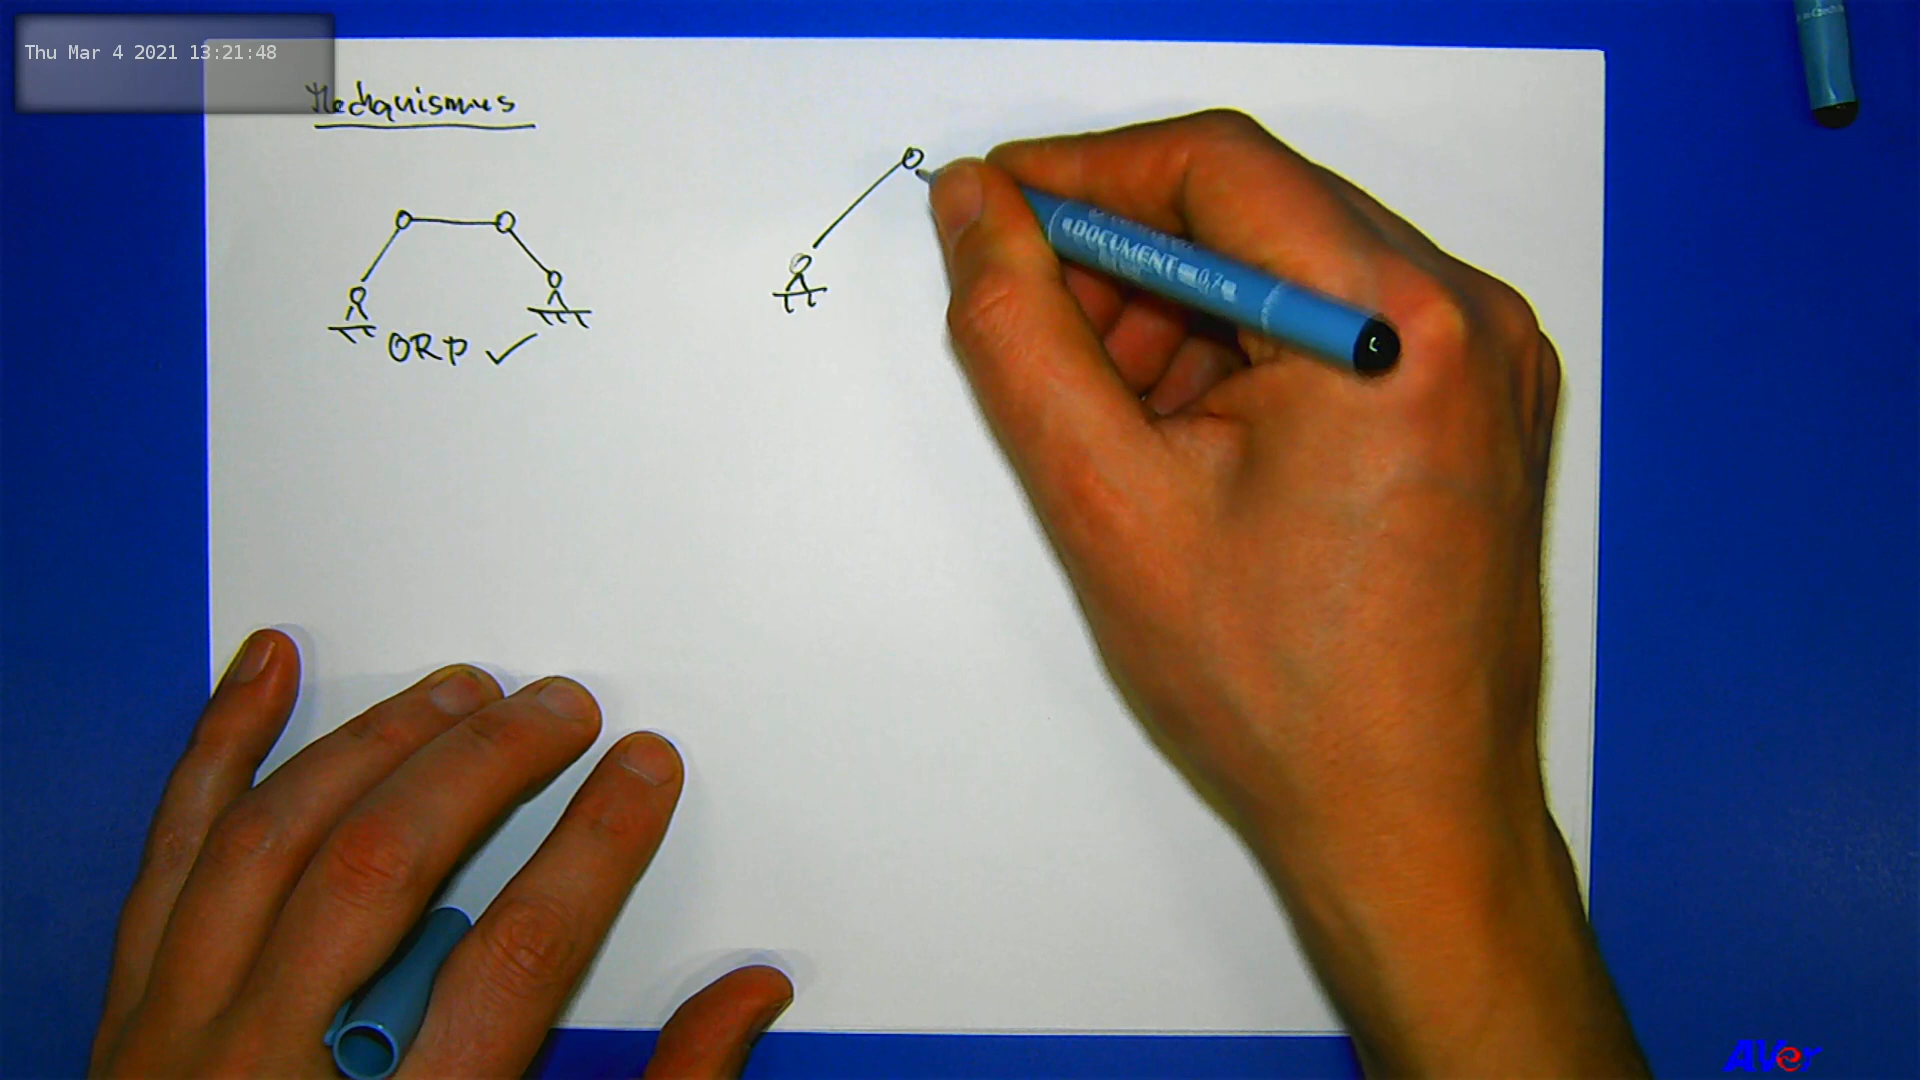 Thu Mar 4 2021 13:21:48
Mechanismus
ORP ✓
DOCUMENT 0,7
C
AVer